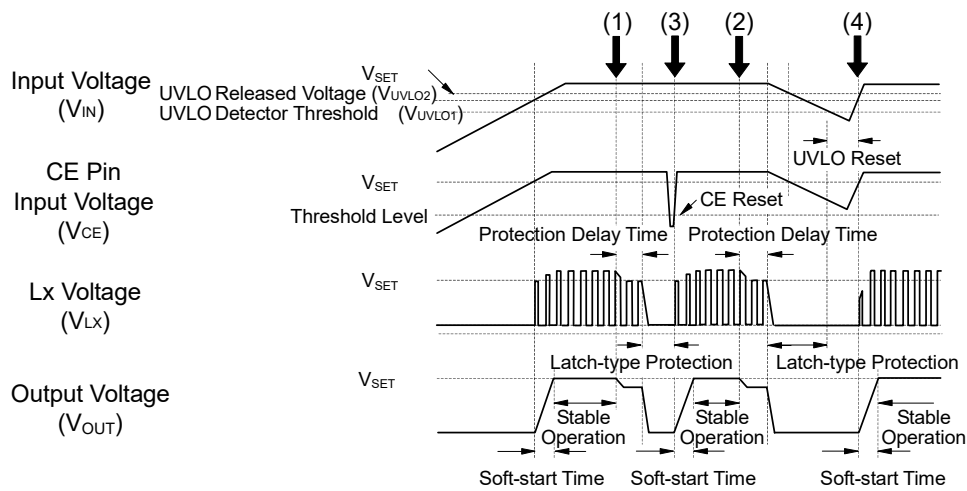 (1) (3) (2) (4)
Input Voltage
(VIN)
VSET
UVLO Released Voltage (VUVLO2)
UVLO Detector Threshold (VUVLO1)
UVLO Reset
CE Pin
Input Voltage
(VCE)
VSET
Threshold Level
CE Reset
Protection Delay Time Protection Delay Time
Lx Voltage
(VLX)
VSET
Latch-type Protection Latch-type Protection
Output Voltage
(VOUT)
VSET
Stable
Operation
Stable
Operation
Stable
Operation
Soft-start Time Soft-start Time Soft-start Time